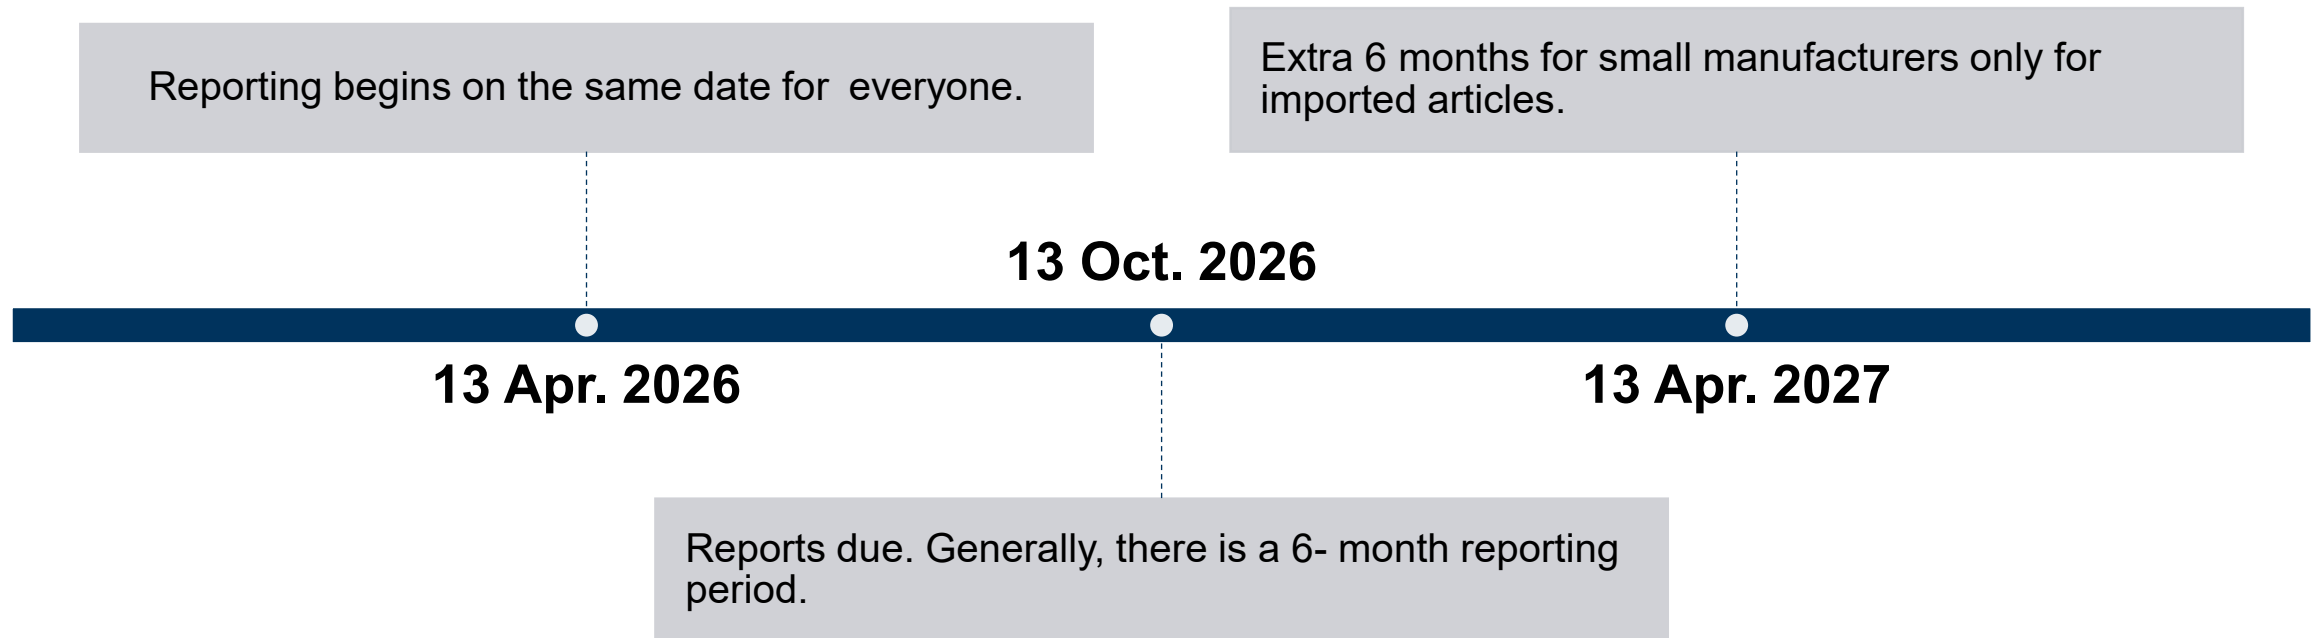 Reporting begins on the same date for  everyone.
Extra 6 months for small manufacturers only for
imported articles.
13 Oct. 2026
13 Apr. 2026
13 Apr. 2027
Reports due. Generally, there is a 6- month reporting
period.